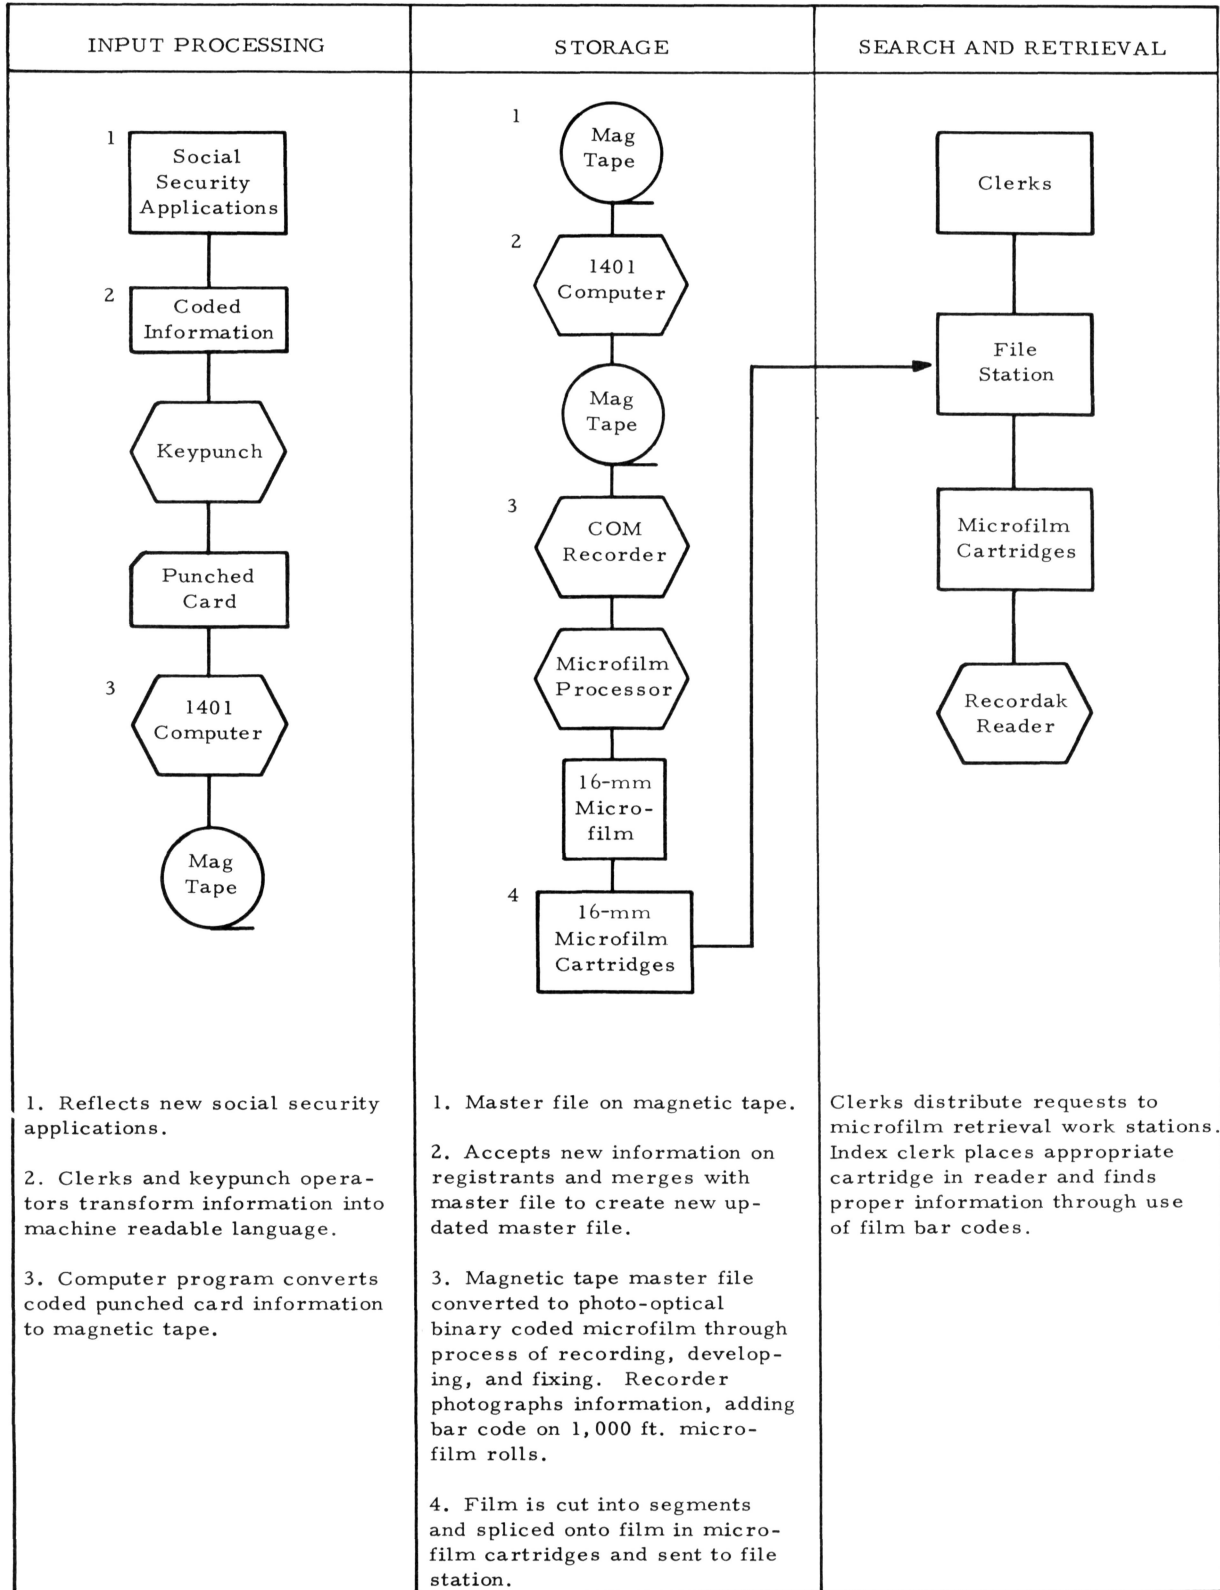 INPUT PROCESSING
1
Social
Security
Applications
2
Coded
Information
Keypunch
Punched
Card
3
1401
Computer
Mag
Tape
1. Reflects new social security
applications.
2. Clerks and keypunch opera-
tors transform information into
machine readable language.
3. Computer program converts
coded punched card information
to magnetic tape.
STORAGE
1
Mag
Tape
2
1401
Computer
Mag
Tape
3
COM
Recorder
Microfilm
Processor
16-mm
Micro-
film
4
16-mm
Microfilm
Cartridges
1. Master file on magnetic tape.
2. Accepts new information on
registrants and merges with
master file to create new up-
dated master file.
3. Magnetic tape master file
converted to photo-optical
binary coded microfilm through
process of recording, develop-
ing, and fixing. Recorder
photographs information, adding
bar code on 1,000 ft. micro-
film rolls.
4. Film is cut into segments
and spliced onto film in micro-
film cartridges and sent to file
station.
SEARCH AND RETRIEVAL
Clerks
File
Station
Microfilm
Cartridges
Recordak
Reader
Clerks distribute requests to
microfilm retrieval work stations.
Index clerk places appropriate
cartridge in reader and finds
proper information through use
of film bar codes.